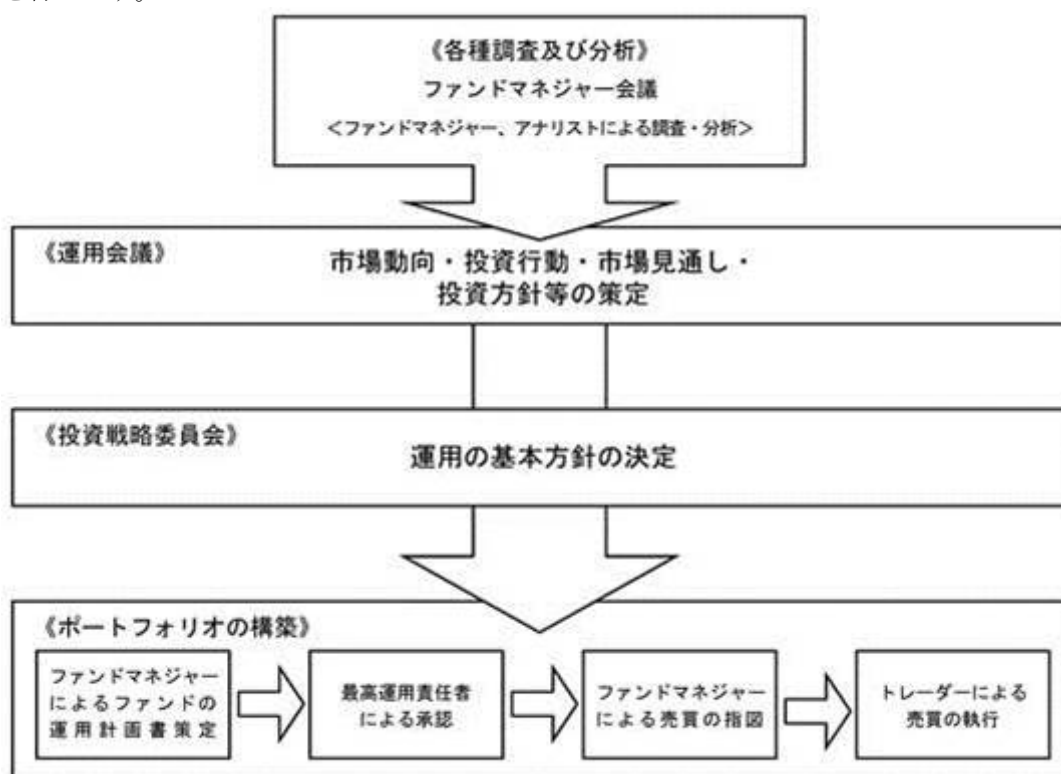 《各種調査及び分析》
ファンドマネジャー会議
＜ファンドマネジャー、アナリストによる調査・分析＞
《運用会議》
市場動向・投資行動・市場見通し・
投資方針等の策定
《投資戦略委員会》
運用の基本方針の決定
《ポートフォリオの構築》
ファンドマネジャー
によるファンドの
運用計画書策定
最高運用責任者
による承認
ファンドマネジャー
による売買の指図
トレーダーによる
売買の執行